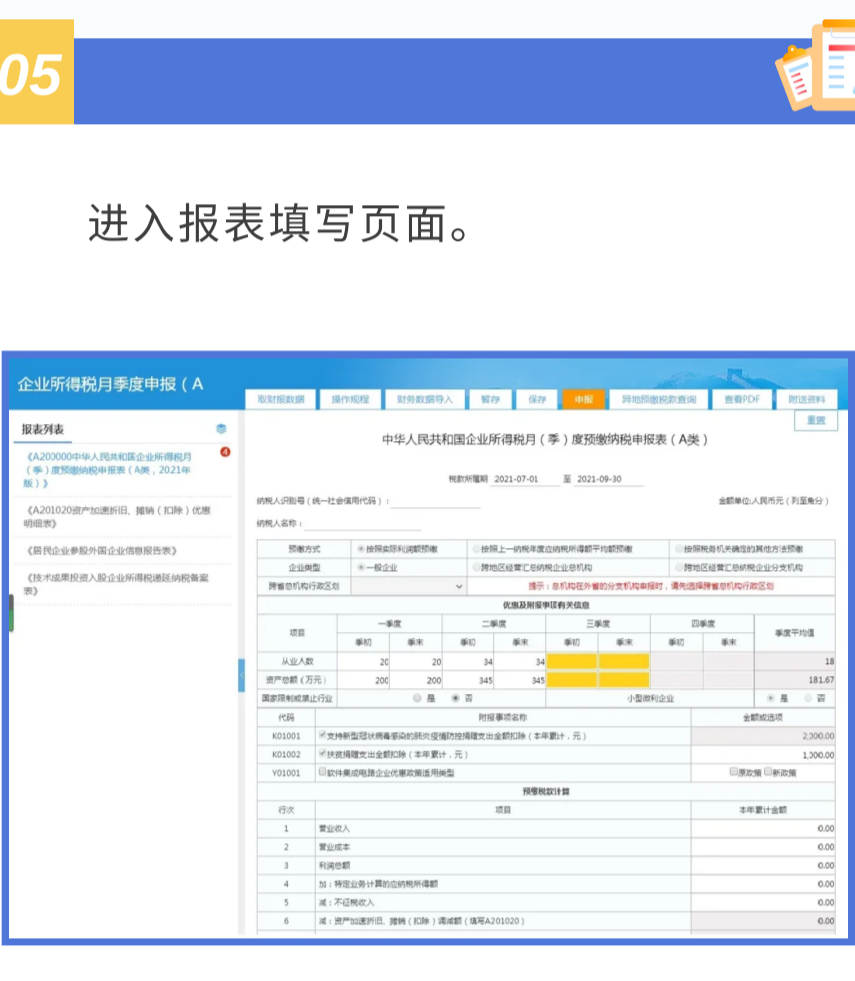 05
进入报表填写页面。
企业所得税月季度申报（A
取财报数据 操作规程 财务数据导入 暂存 保存 申报 异地预缴税款查询 查看PDF 附送资料
重置
报表列表
《A200000中华人民共和国企业所得税月
（季）度预缴纳税申报表（A类，2021年
版）》
4
《A201020资产加速折旧、摊销（扣除）优惠
明细表》
《居民企业参股外国企业信息报告表》
《技术成果投资入股企业所得税递延纳税备案
表》
中华人民共和国企业所得税月（季）度预缴纳税申报表（A类）
税款所属期 2021-07-01 至 2021-09-30
纳税人识别号（统一社会信用代码）：
金额单位:人民币元（列至角分）
纳税人名称：
预缴方式 按照实际利润额预缴 按照上一纳税年度应纳税所得额平均额预缴 按照税务机关确定的其他方法预缴
企业类型 一般企业 跨地区经营汇总纳税企业总机构 跨地区经营汇总纳税企业分支机构
跨省总机构行政区划 提示：总机构在外省的分支机构申报时，请先选择跨省总机构行政区划
优惠及附报事项有关信息
项目 一季度 二季度 三季度 四季度 季度平均值
季初 季末 季初 季末 季初 季末 季初 季末
从业人数 20 20 34 34 18
资产总额（万元） 200 200 345 345 181.67
国家限制或禁止行业 是 否 小型微利企业 是 否
代码 附报事项名称 金额或选项
K01001 支持新型冠状病毒感染的肺炎疫情防控捐赠支出全额扣除（本年累计，元） 2,000.00
K01002 扶贫捐赠支出全额扣除（本年累计，元） 1,000.00
Y01001 软件集成电路企业优惠政策适用类型 原政策 新政策
预缴税款计算
行次 项目 本年累计金额
1 营业收入 0.00
2 营业成本 0.00
3 利润总额 0.00
4 加：特定业务计算的应纳税所得额 0.00
5 减：不征税收入 0.00
6 减：资产加速折旧、摊销（扣除）调减额（填写A201020） 0.00